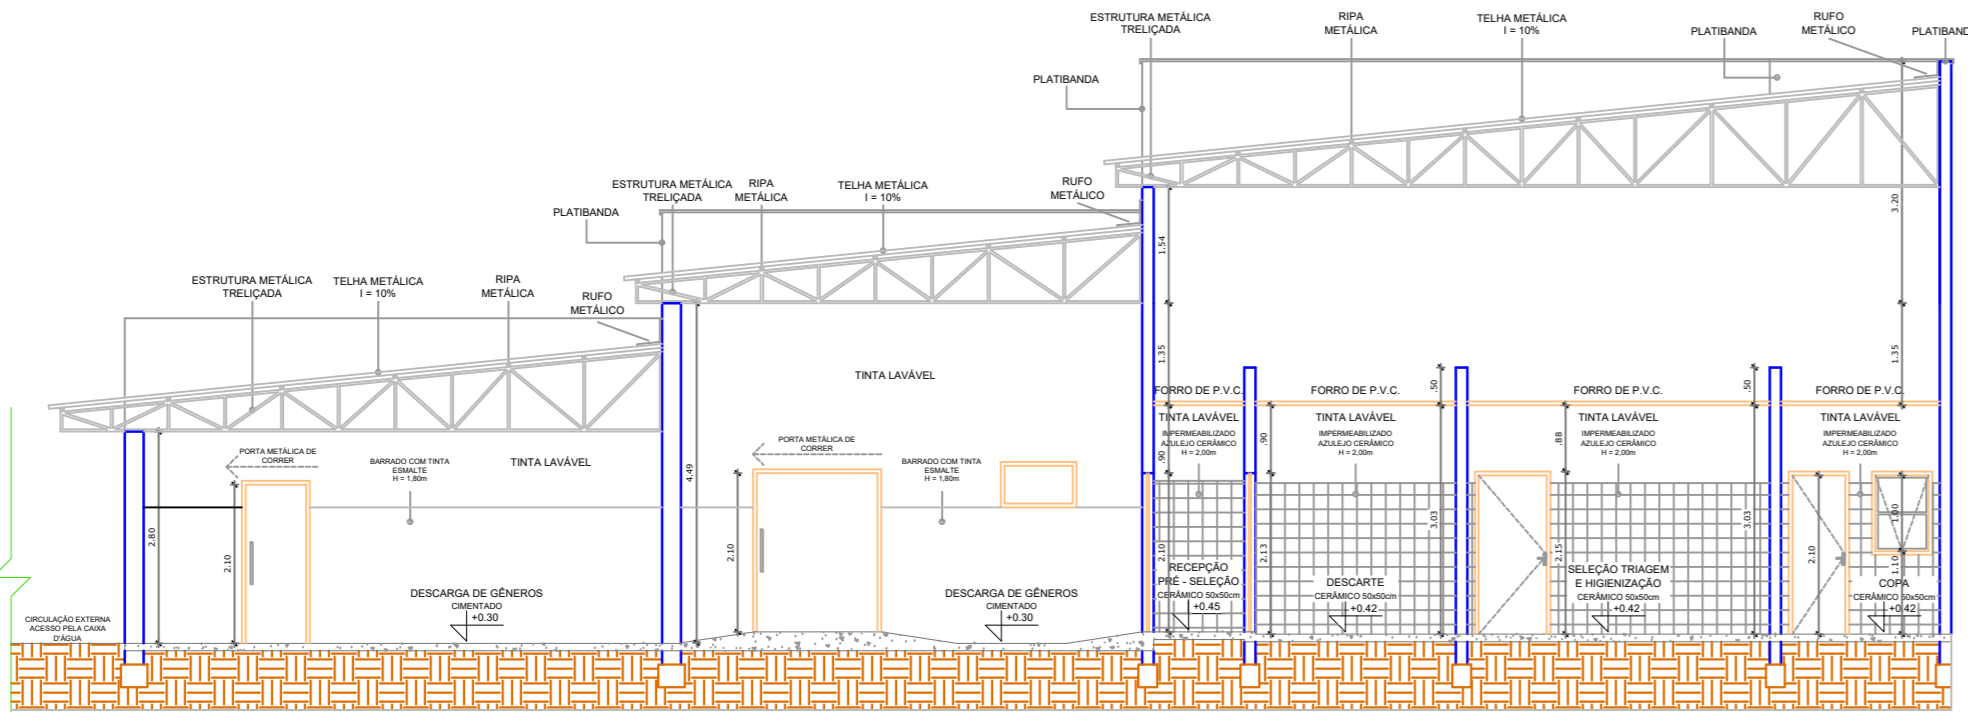 ESTRUTURA METÁLICA
TRELIÇADA
RIPA
METÁLICA
TELHA METÁLICA
I = 10%
PLATIBANDA
RUFO
METÁLICO
PLATIBAND
PLATIBANDA
ESTRUTURA METÁLICA
TRELIÇADA
RIPA
METÁLICA
TELHA METÁLICA
I = 10%
RUFO
METÁLICO
PLATIBANDA
3.20
1.54
ESTRUTURA METÁLICA
TRELIÇADA
TELHA METÁLICA
I = 10%
RIPA
METÁLICA
RUFO
METÁLICO
1.35
1.35
TINTA LAVÁVEL
.50
.50
FORRO DE P.V.C.
FORRO DE P.V.C.
FORRO DE P.V.C.
FORRO DE P.V.C.
TINTA LAVÁVEL
IMPERMEABILIZADO
AZULEJO CERÂMICO
H = 2,00m
TINTA LAVÁVEL
IMPERMEABILIZADO
AZULEJO CERÂMICO
H = 2,00m
TINTA LAVÁVEL
IMPERMEABILIZADO
AZULEJO CERÂMICO
H = 2,00m
TINTA LAVÁVEL
IMPERMEABILIZADO
AZULEJO CERÂMICO
H = 2,00m
.90
.90
.88
PORTA METÁLICA DE
CORRER
BARRADO COM TINTA
ESMALTE
H = 1,80m
TINTA LAVÁVEL
4.49
PORTA METÁLICA DE
CORRER
BARRADO COM TINTA
ESMALTE
H = 1,80m
2.80
2.10
2.10
2.10
2.13
3.03
2.15
3.03
2.10
1.00
1.10
CIRCULAÇÃO EXTERNA
ACESSO PELA CAIXA
D'ÁGUA
DESCARGA DE GÊNEROS
CIMENTADO
+0.30
DESCARGA DE GÊNEROS
CIMENTADO
+0.30
RECEPÇÃO
PRÉ - SELEÇÃO
CERÂMICO 50x50cm
+0.45
DESCARTE
CERÂMICO 50x50cm
+0.42
SELEÇÃO TRIAGEM
E HIGIENIZAÇÃO
CERÂMICO 50x50cm
+0.42
COPA
CERÂMICO 50x50cm
+0.42